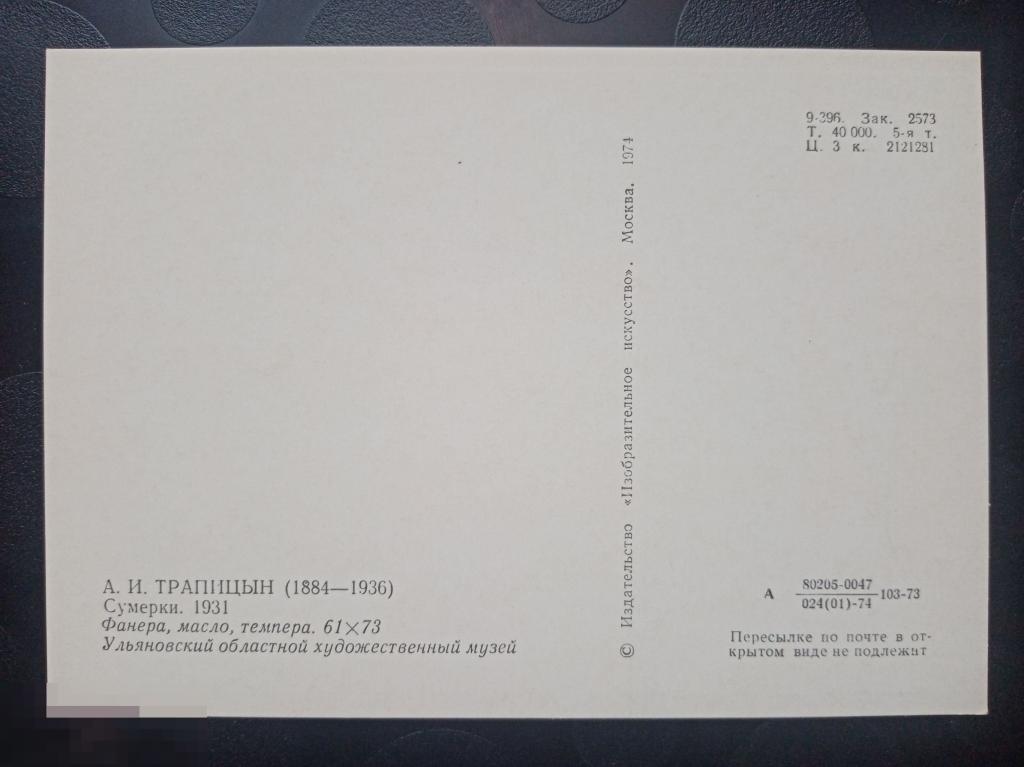 9-396. Зак. 2573
Т. 40 000. 5-я т.
Ц. 3 к. 2121281
© Издательство «Изобразительное искусство». Москва. 1974
А. И. ТРАПИЦЫН (1884—1936)
Сумерки. 1931
Фанера, масло, темпера. 61×73
Ульяновский областной художественный музей
А 80205-0047
024(01)-74 103-73
Пересылке по почте в от-
крытом виде не подлежит